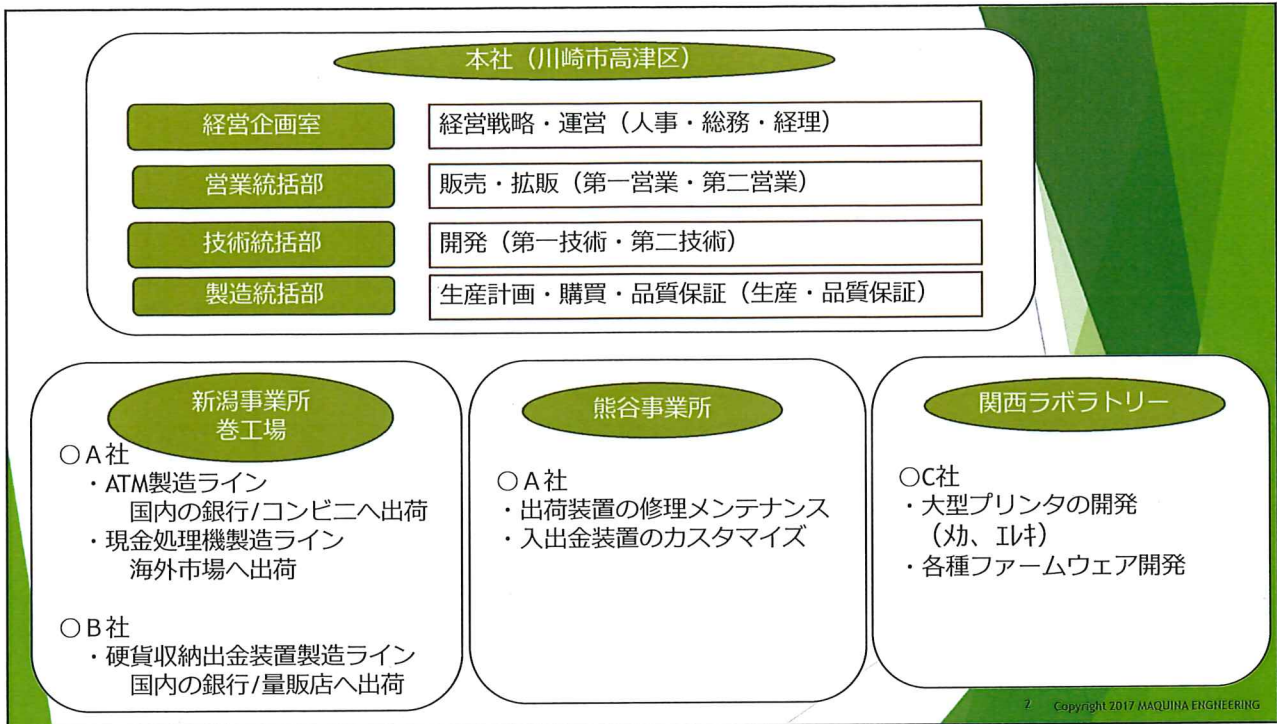 本社（川崎市高津区）
経営企画室
経営戦略・運営（人事・総務・経理）
営業統括部
販売・拡販（第一営業・第二営業）
技術統括部
開発（第一技術・第二技術）
製造統括部
生産計画・購買・品質保証（生産・品質保証）
新潟事業所
巻工場
○A社
・ATM製造ライン
国内の銀行/コンビニへ出荷
・現金処理機製造ライン
海外市場へ出荷
○B社
・硬貨収納出金装置製造ライン
国内の銀行/量販店へ出荷
熊谷事業所
○A社
・出荷装置の修理メンテナンス
・入出金装置のカスタマイズ
関西ラボラトリー
○C社
・大型プリンタの開発
（ﾒｶ、ｴﾚｷ）
・各種ファームウェア開発
2 Copyright 2017 MAQUINA ENGNEERING